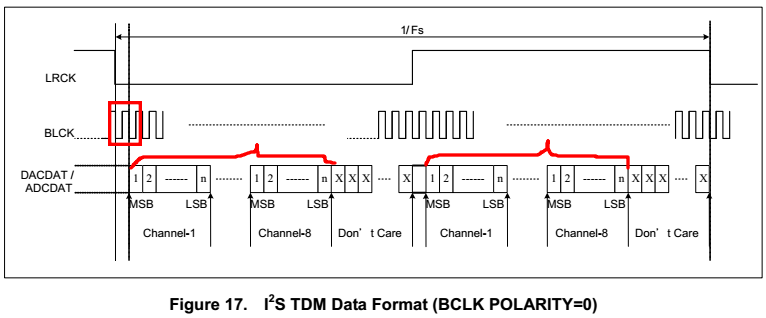 1/ Fs
LRCK
BLCK
DACDAT /
ADCDAT
1 2 ------ n ........ 1 2 ------ n X X X ---- X 1 2 ------ n ........ 1 2 ------ n X X X ---- X
MSB LSB MSB LSB MSB LSB MSB LSB
Channel-1 Channel-8 Don' t Care Channel-1 Channel-8 Don' t Care
Figure 17. I²S TDM Data Format (BCLK POLARITY=0)